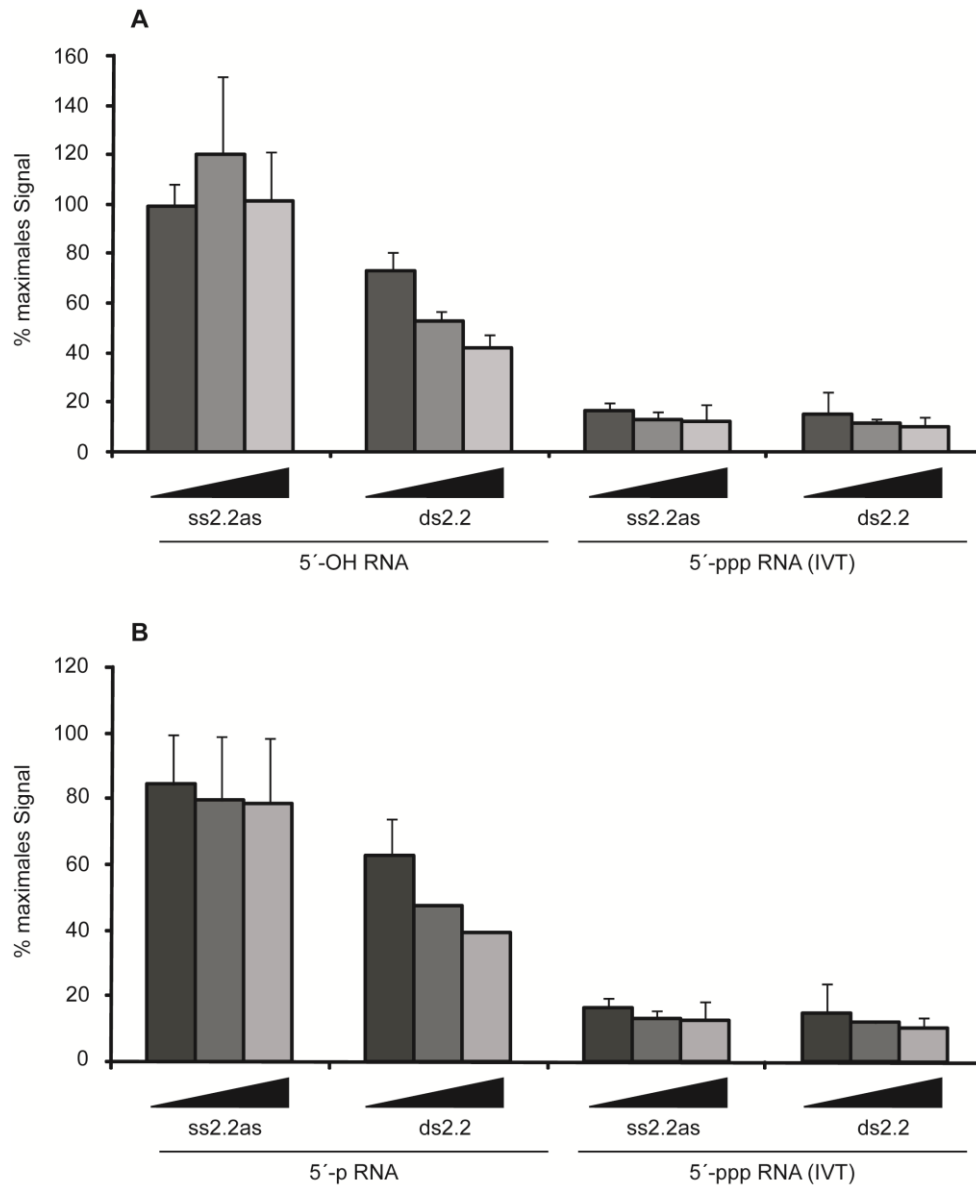 A
160
140
120
100
80
60
40
20
0
% maximales Signal
ss2.2as ds2.2 ss2.2as ds2.2
5´-OH RNA 5´-ppp RNA (IVT)
B
120
100
80
60
40
20
0
% maximales Signal
ss2.2as ds2.2 ss2.2as ds2.2
5´-p RNA 5´-ppp RNA (IVT)